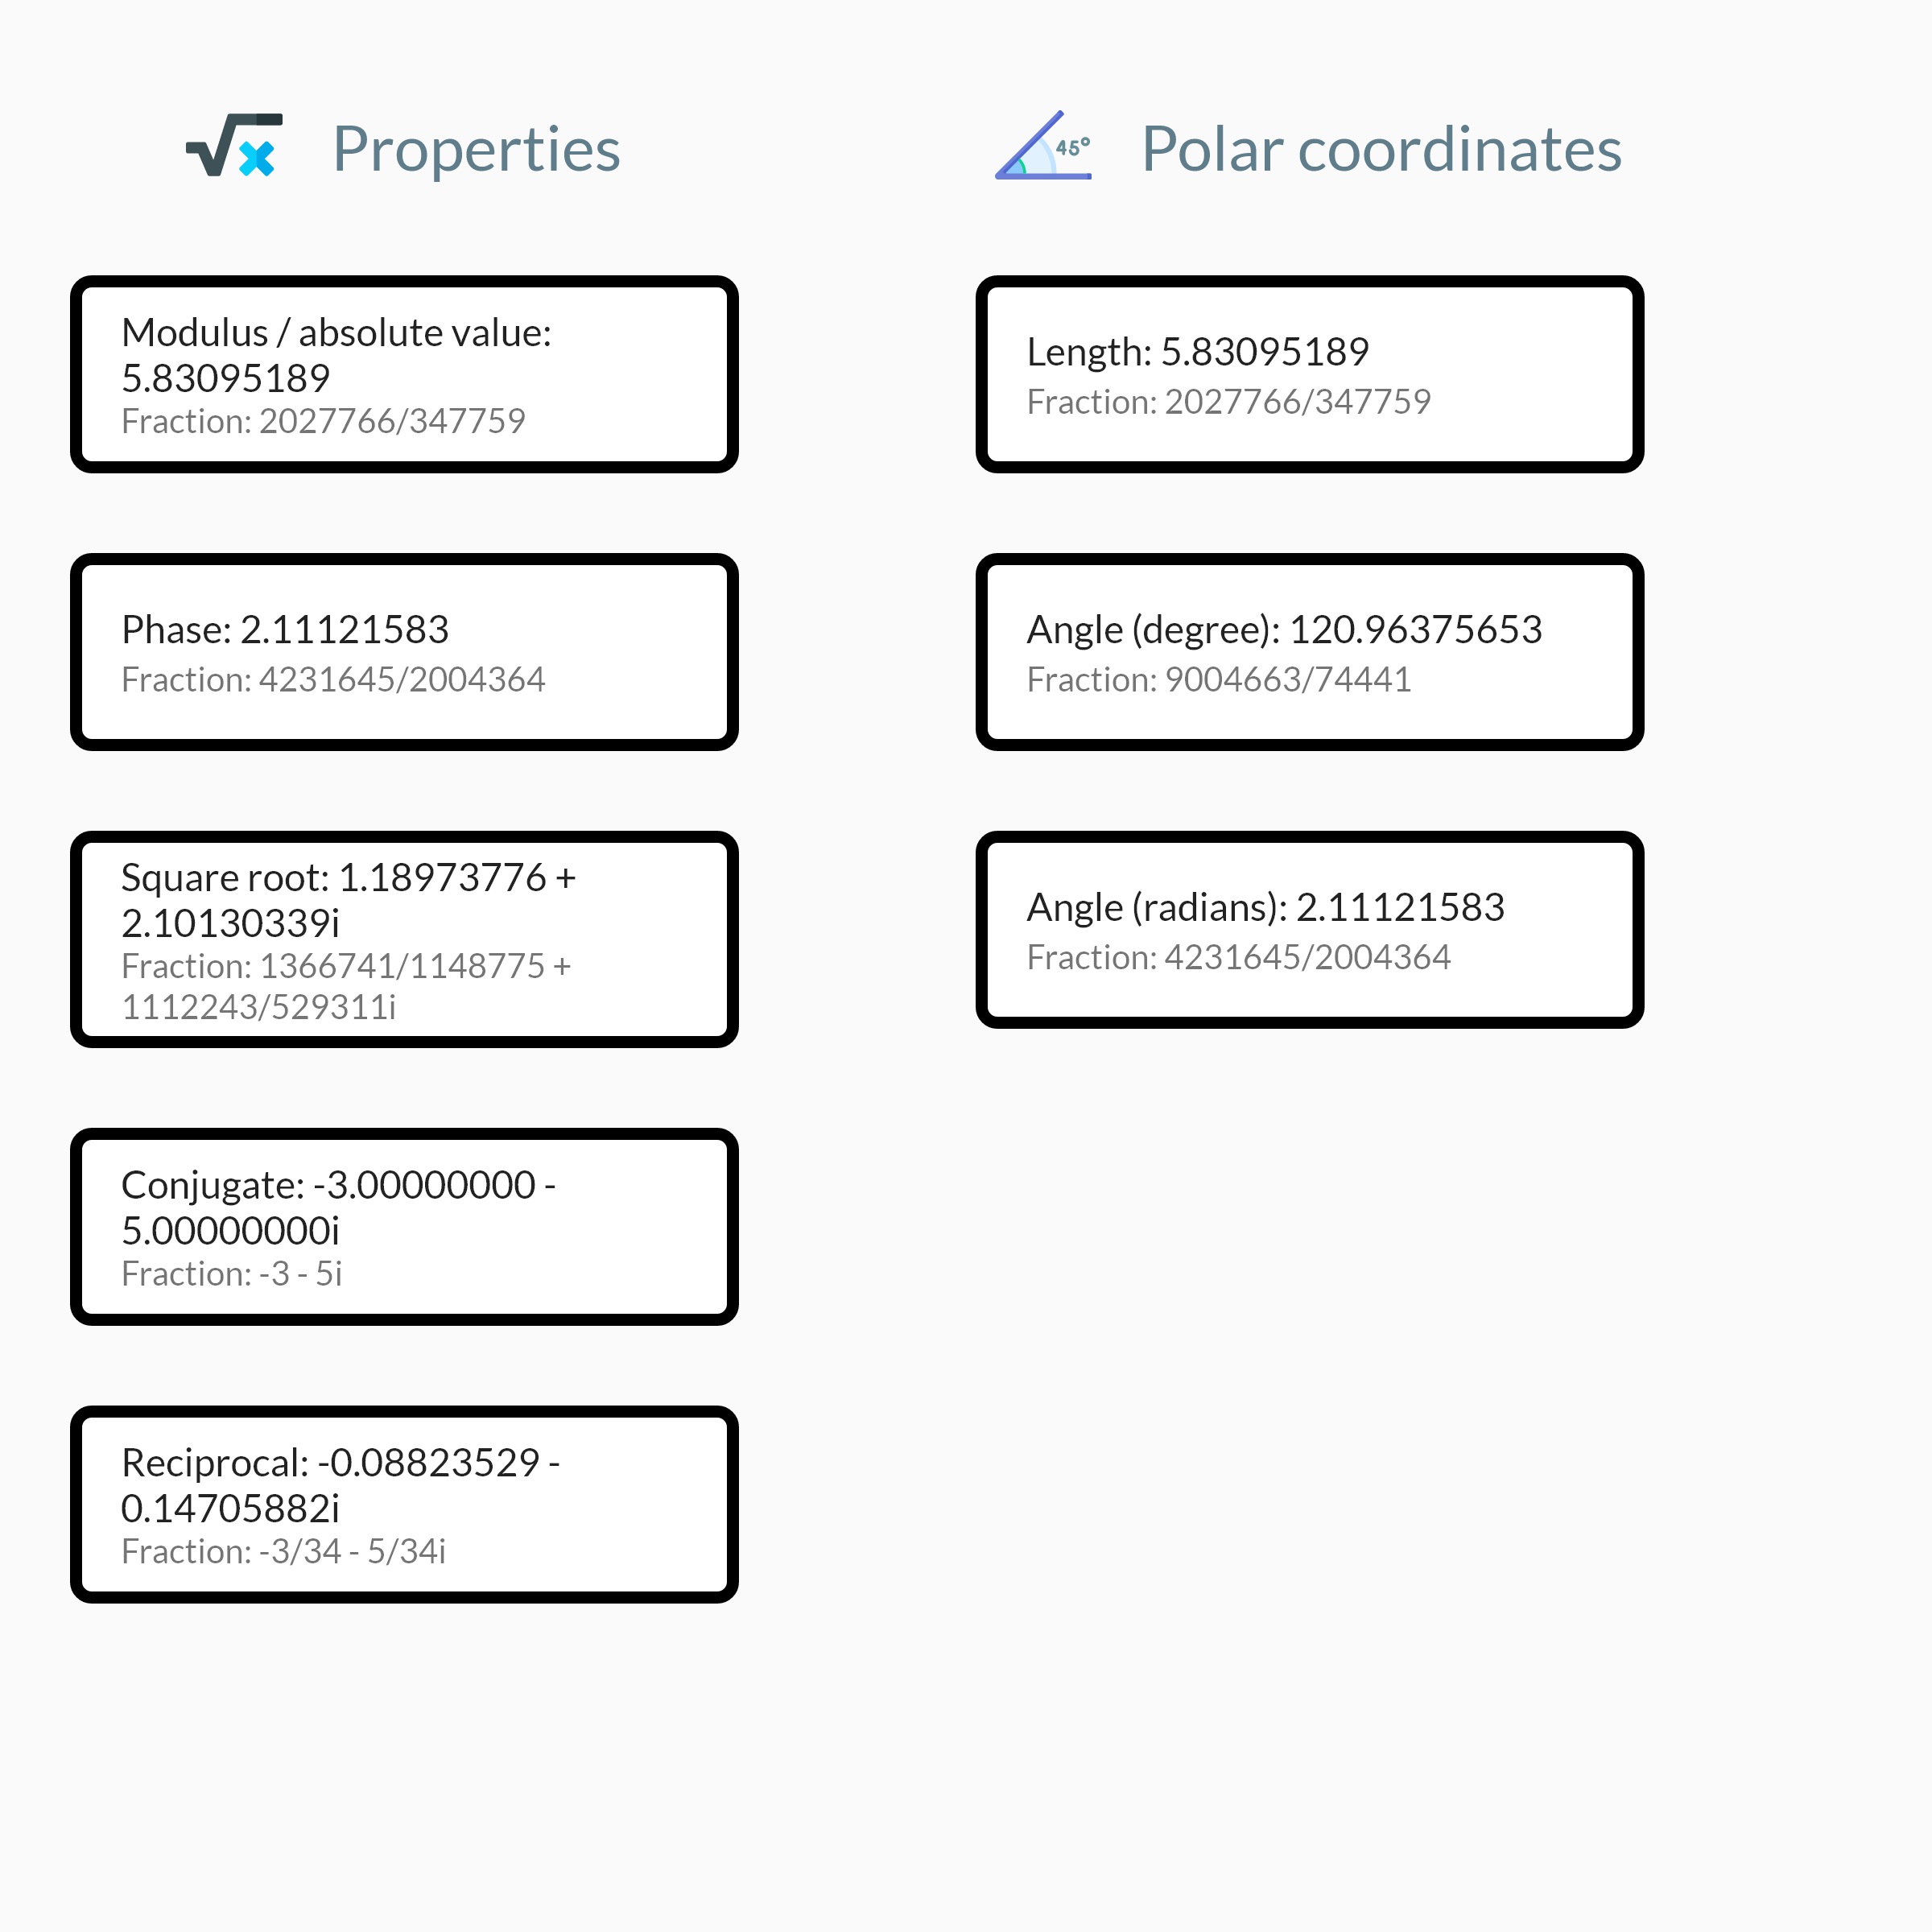 Properties
Modulus / absolute value:
5.83095189
Fraction: 2027766/347759
Phase: 2.11121583
Fraction: 4231645/2004364
Square root: 1.18973776 +
2.10130339i
Fraction: 1366741/1148775 +
1112243/529311i
Conjugate: -3.00000000 -
5.00000000i
Fraction: -3 - 5i
Reciprocal: -0.08823529 -
0.14705882i
Fraction: -3/34 - 5/34i
45°
Polar coordinates
Length: 5.83095189
Fraction: 2027766/347759
Angle (degree): 120.96375653
Fraction: 9004663/74441
Angle (radians): 2.11121583
Fraction: 4231645/2004364